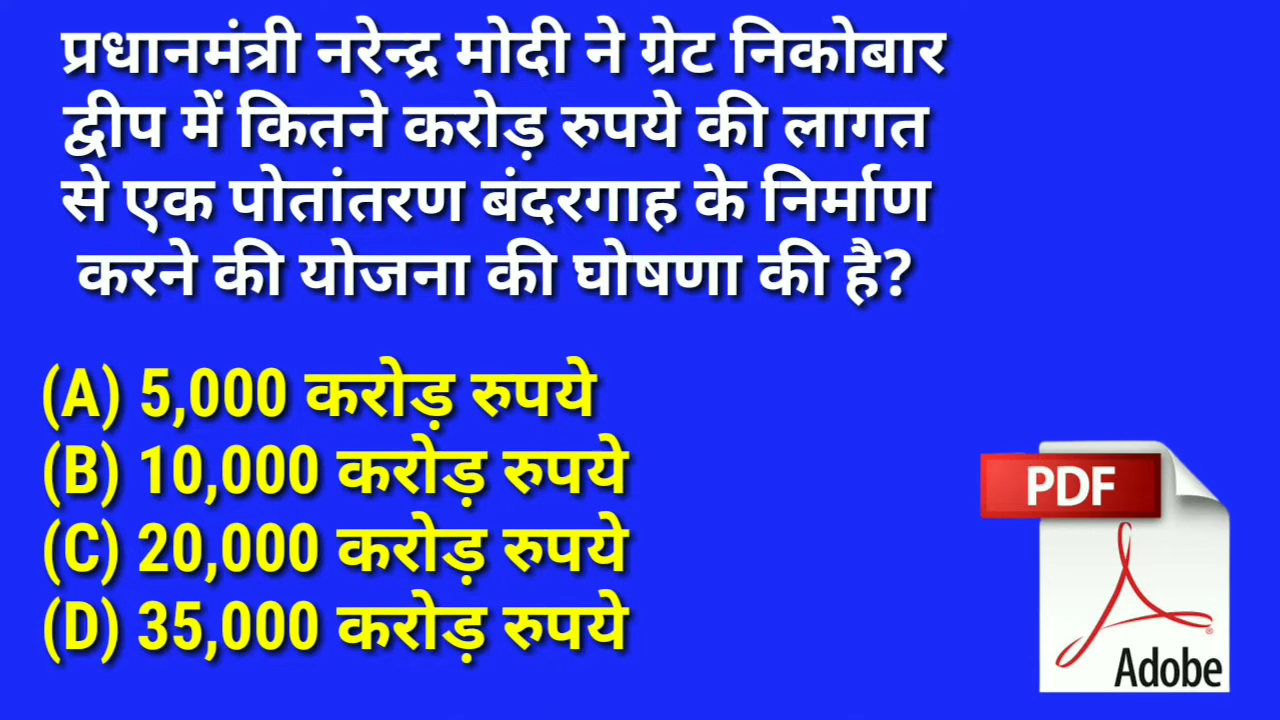 प्रधानमंत्री नरेन्द्र मोदी ने ग्रेट निकोबार
द्वीप में कितने करोड़ रुपये की लागत
से एक पोतांतरण बंदरगाह के निर्माण
करने की योजना की घोषणा की है?
(A) 5,000 करोड़ रुपये
(B) 10,000 करोड़ रुपये
(C) 20,000 करोड़ रुपये
(D) 35,000 करोड़ रुपये
PDF
Adobe